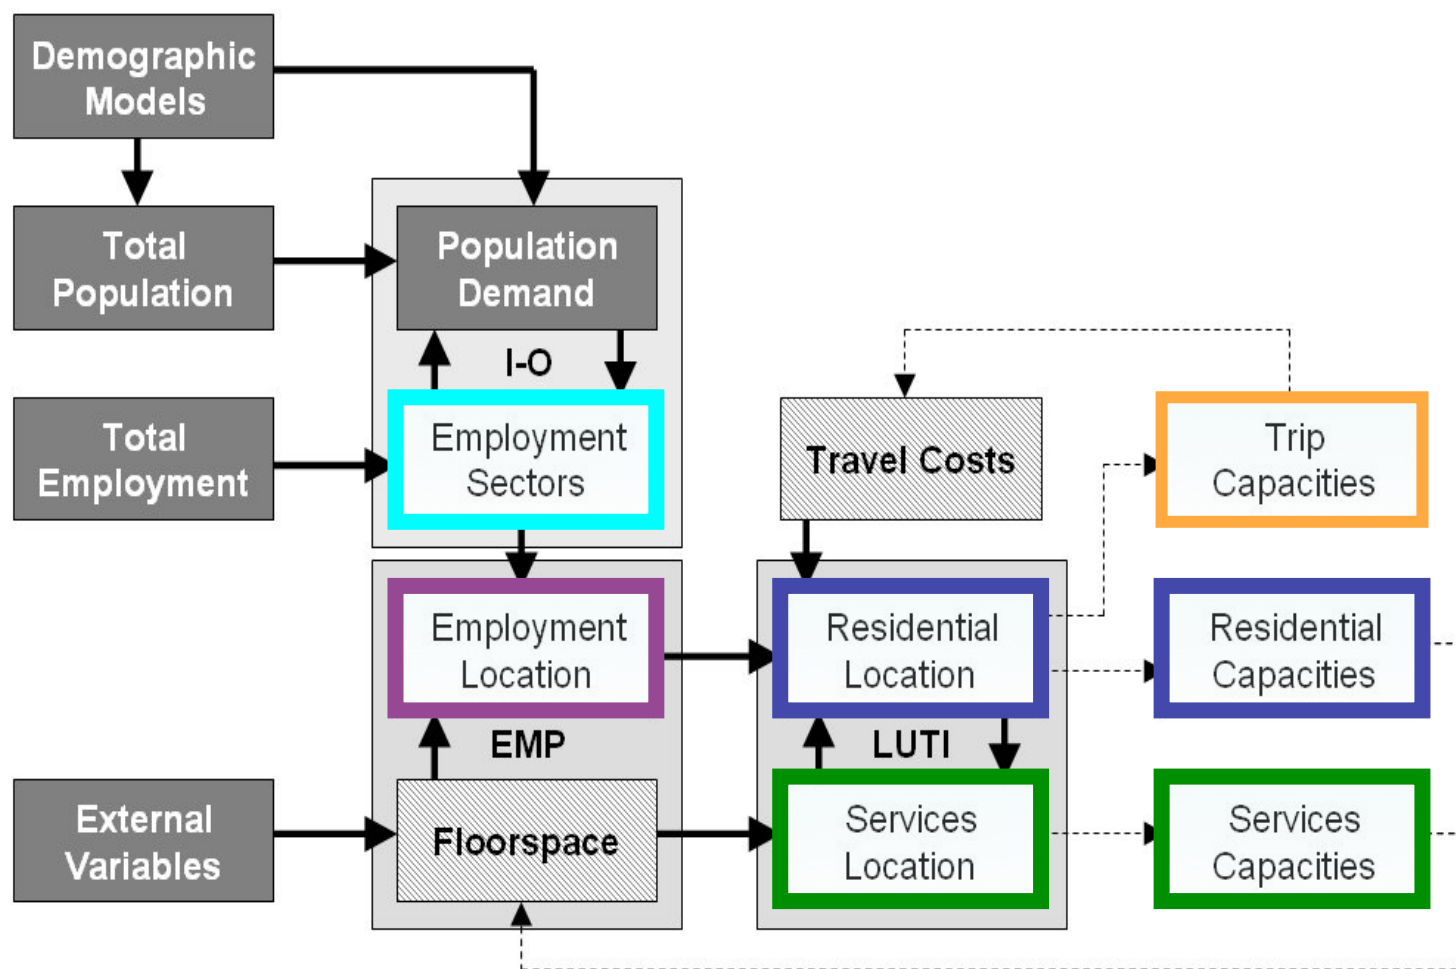 Demographic
Models
Total
Population
Population
Demand
I-O
Total
Employment
Employment
Sectors
Travel Costs
Trip
Capacities
Employment
Location
Residential
Location
Residential
Capacities
EMP
LUTI
External
Variables
Floorspace
Services
Location
Services
Capacities